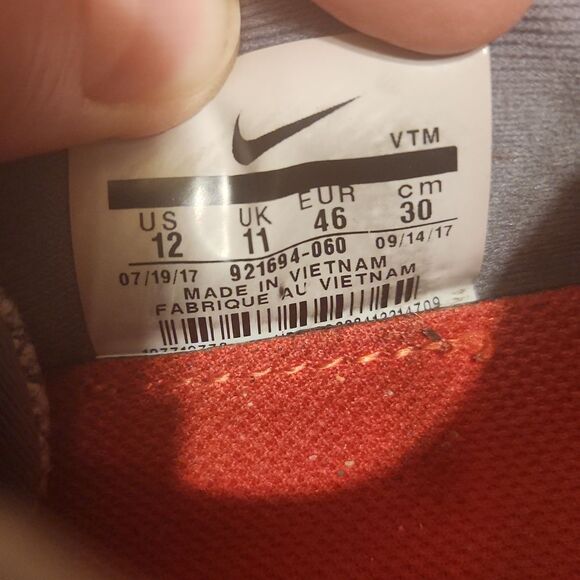 VTM
US UK EUR cm
12 11 46 30
07/19/17 921694-060 09/14/17
MADE IN VIETNAM
FABRIQUE AU VIETNAM